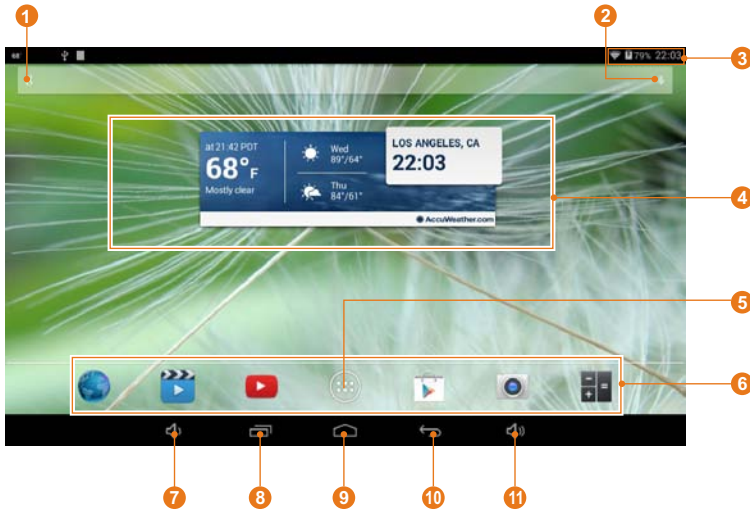 1
2
68°
79% 22:03
3
at 21:42 PDT
68°F
Mostly clear
Wed
89°/64°
Thu
84°/61°
LOS ANGELES, CA
22:03
AccuWeather.com
4
5
6
7
8
9
10
11